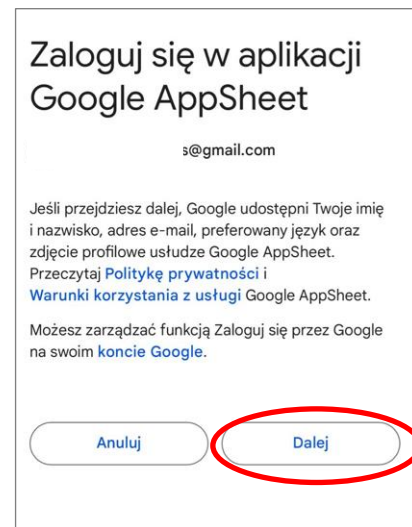 Zaloguj się w aplikacji
Google AppSheet
s@gmail.com
Jeśli przejdziesz dalej, Google udostępni Twoje imię
i nazwisko, adres e-mail, preferowany język oraz
zdjęcie profilowe usłudze Google AppSheet.
Przeczytaj Politykę prywatności i
Warunki korzystania z usługi Google AppSheet.
Możesz zarządzać funkcją Zaloguj się przez Google
na swoim koncie Google.
Anuluj Dalej